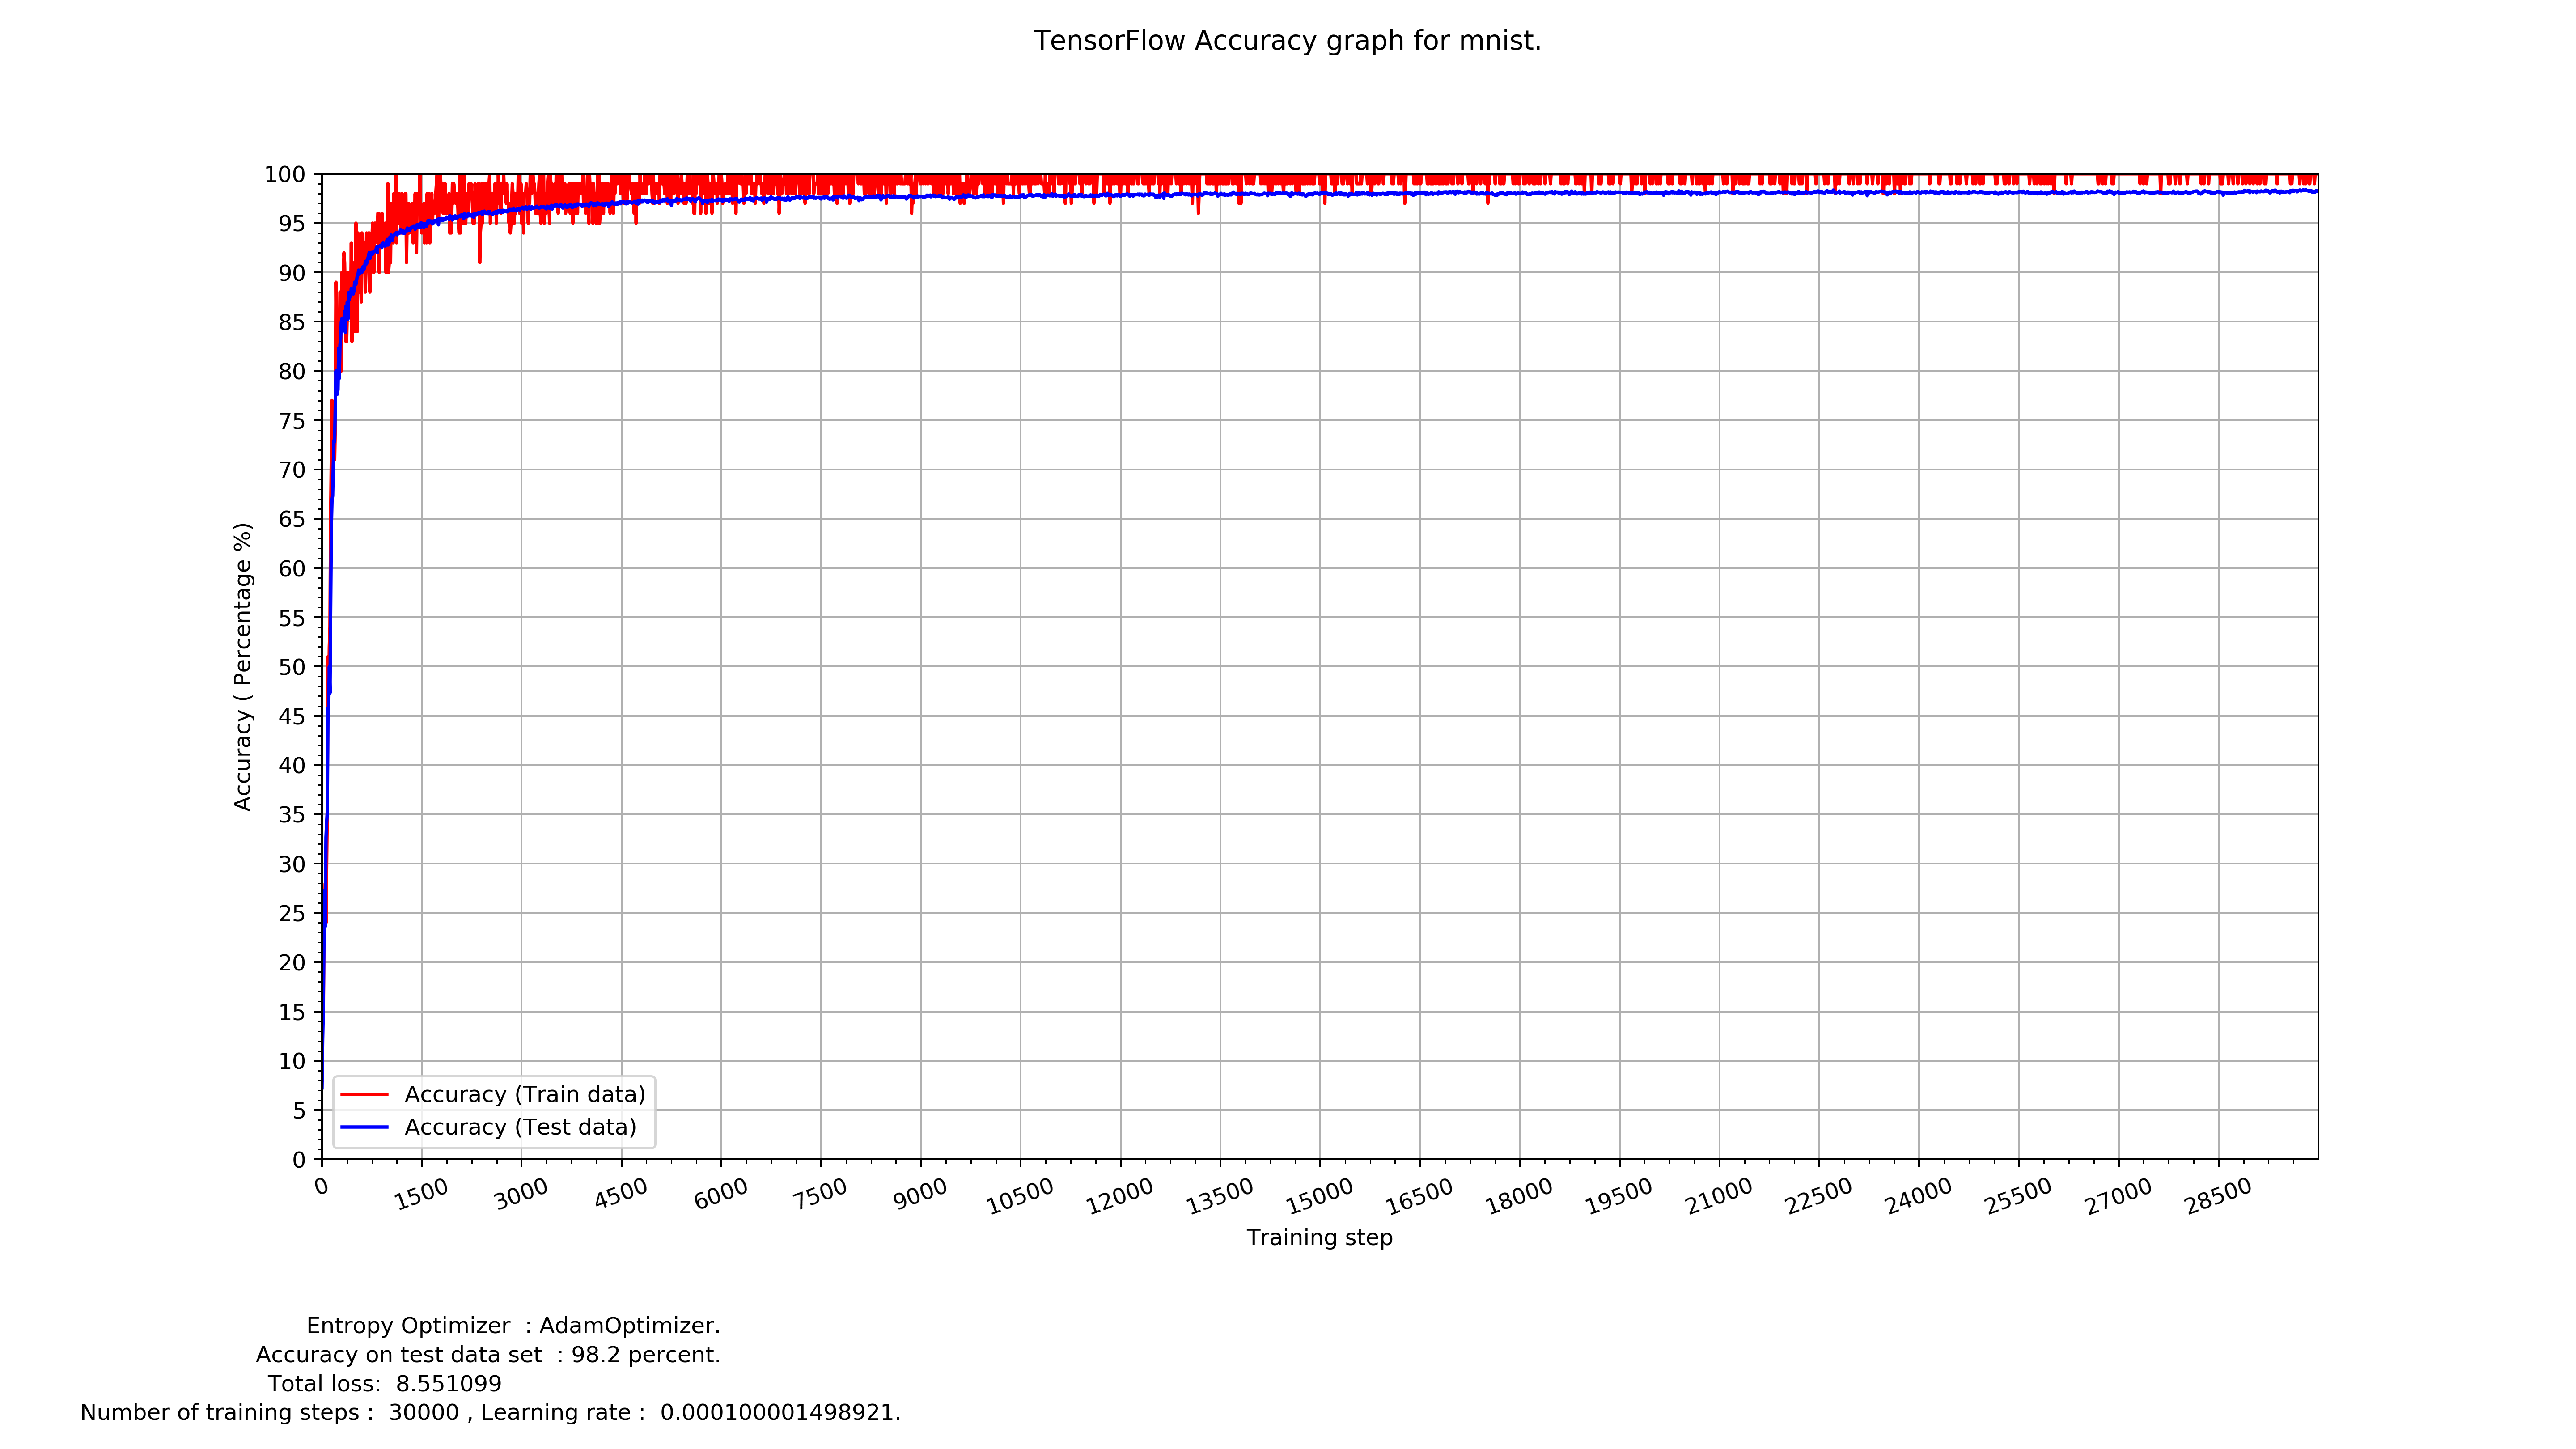 TensorFlow Accuracy graph for mnist.
100
95
90
85
80
75
70
65
60
55
50
45
40
35
30
25
20
15
10
5
0
Accuracy ( Percentage %)
Accuracy (Train data)
Accuracy (Test data)
0 1500 3000 4500 6000 7500 9000 10500 12000 13500 15000 16500 18000 19500 21000 22500 24000 25500 27000 28500
Training step
Entropy Optimizer  : AdamOptimizer.
Accuracy on test data set  : 98.2 percent.
Total loss:  8.551099
Number of training steps :  30000 , Learning rate :  0.000100001498921.